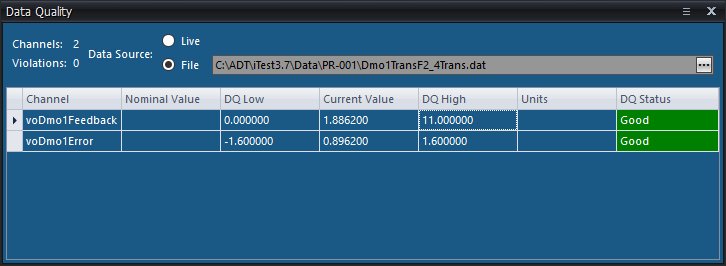 Data Quality
Channels: 2
Violations: 0
Data Source:
Live
File
C:\ADT\iTest3.7\Data\PR-001\Dmo1TransF2_4Trans.dat
Channel Nominal Value DQ Low Current Value DQ High Units DQ Status
voDmo1Feedback 0.000000 1.886200 11.000000 Good
voDmo1Error -1.600000 0.896200 1.600000 Good